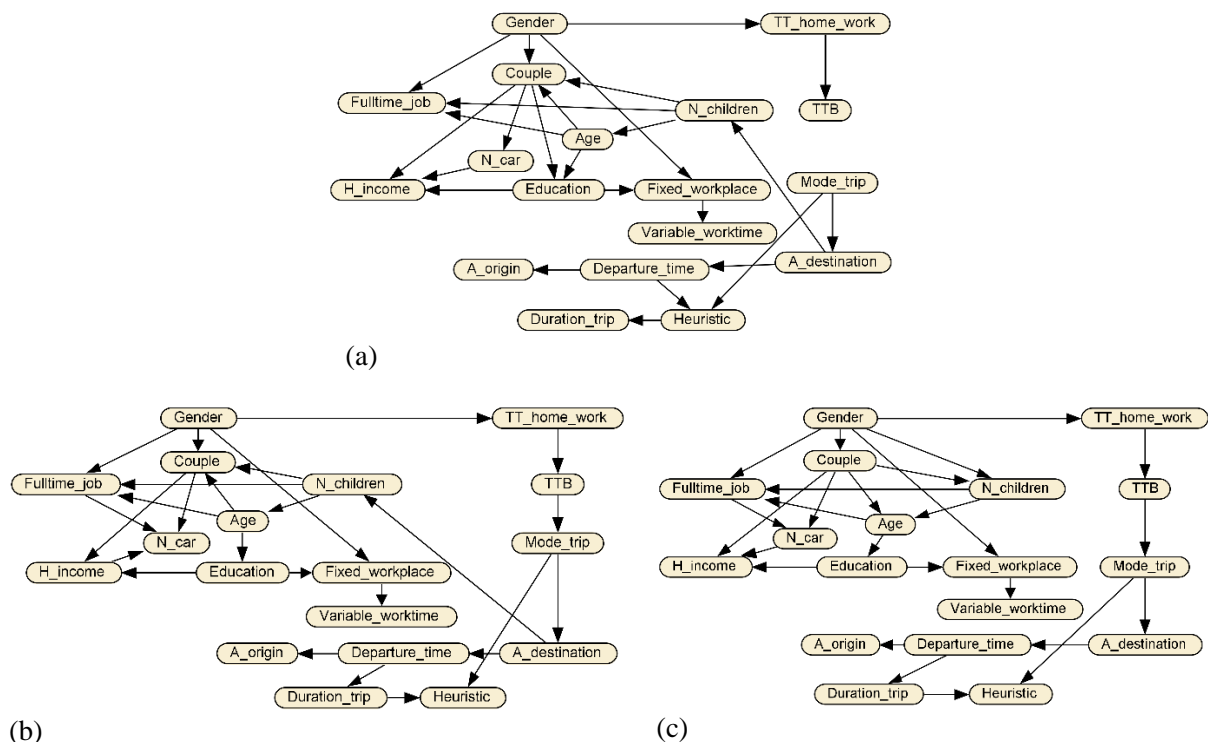 Gender
TT_home_work
Couple
Fulltime_job
N_children
TTB
Age
N_car
H_income
Education
Fixed_workplace
Mode_trip
Variable_worktime
A_origin
Departure_time
A_destination
Duration_trip
Heuristic
(a)
Gender
TT_home_work
Couple
Fulltime_job
N_children
TTB
Age
N_car
Mode_trip
H_income
Education
Fixed_workplace
Variable_worktime
A_origin
Departure_time
A_destination
Duration_trip
Heuristic
(b)
Gender
TT_home_work
Couple
Fulltime_job
N_children
TTB
Age
N_car
H_income
Education
Fixed_workplace
Mode_trip
Variable_worktime
A_origin
Departure_time
A_destination
Duration_trip
Heuristic
(c)